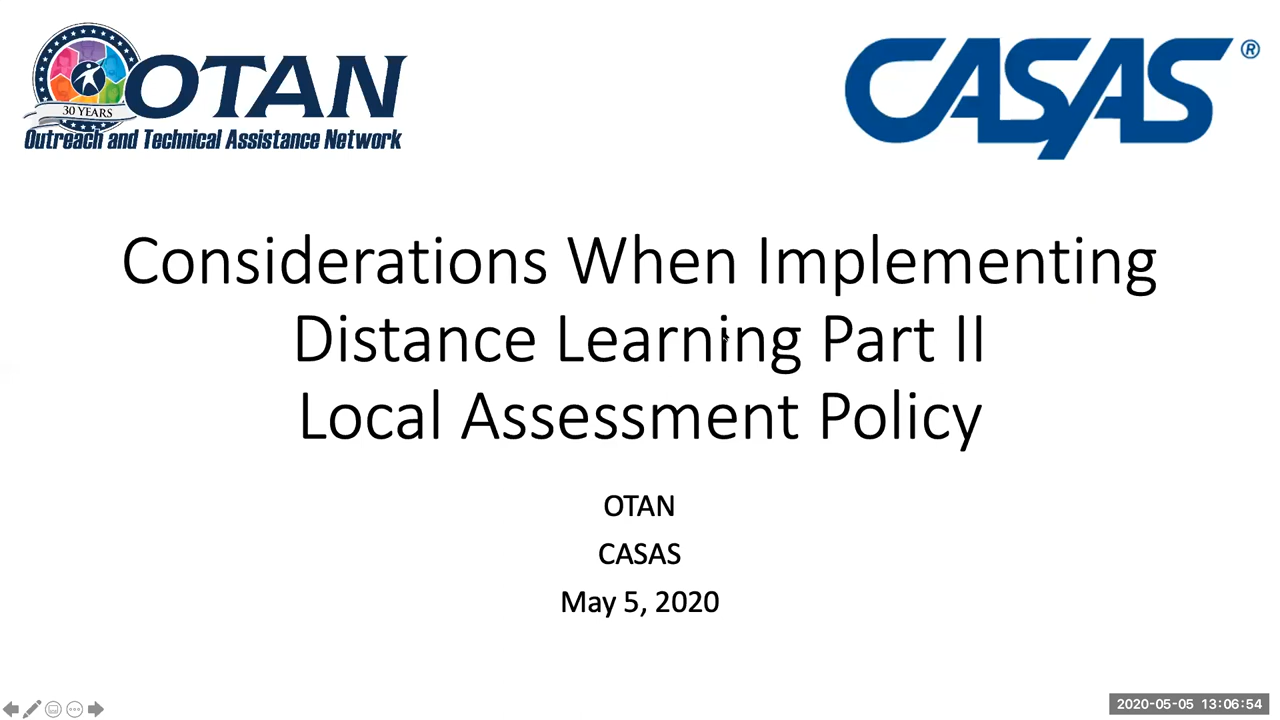 OTAN
30 YEARS
Outreach and Technical Assistance Network
CASAS®
Considerations When Implementing
Distance Learning Part II
Local Assessment Policy
OTAN
CASAS
May 5, 2020
2020-05-05 13:06:54